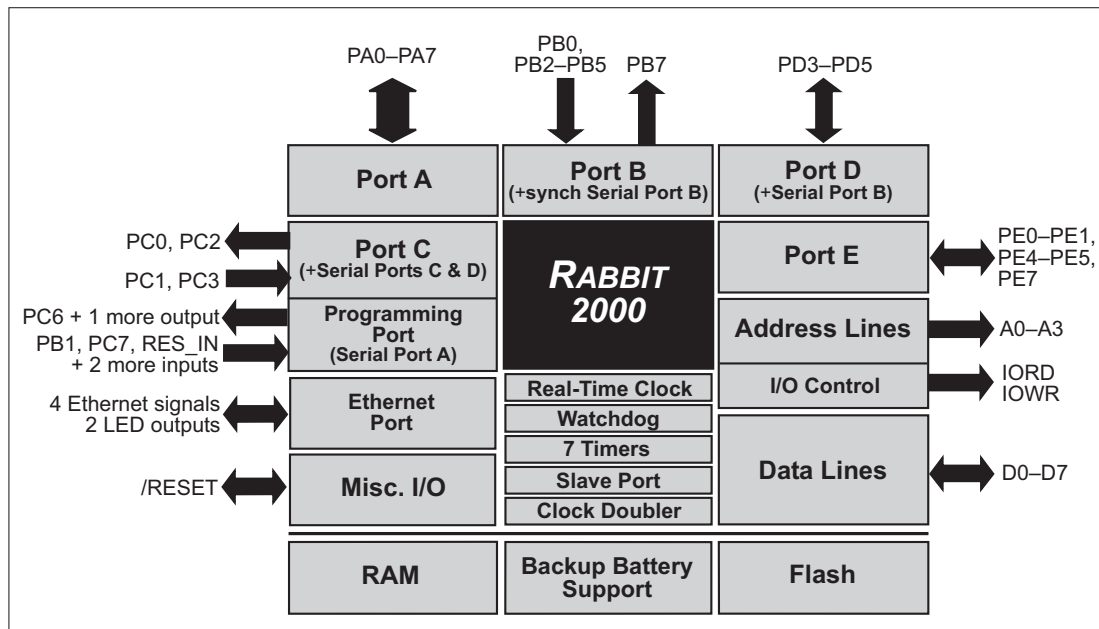 PA0–PA7
PB0,
PB2–PB5
PB7
PD3–PD5
Port A
Port B
(+synch Serial Port B)
Port D
(+Serial Port B)
PC0, PC2
PC1, PC3
Port C
(+Serial Ports C & D)
RABBIT
2000
Port E
PE0–PE1,
PE4–PE5,
PE7
PC6 + 1 more output
PB1, PC7, RES_IN
+ 2 more inputs
Programming
Port
(Serial Port A)
Address Lines
A0–A3
I/O Control
IORD
IOWR
4 Ethernet signals
2 LED outputs
Ethernet
Port
Real-Time Clock
Watchdog
7 Timers
Slave Port
Clock Doubler
Data Lines
D0–D7
/RESET
Misc. I/O
RAM
Backup Battery
Support
Flash